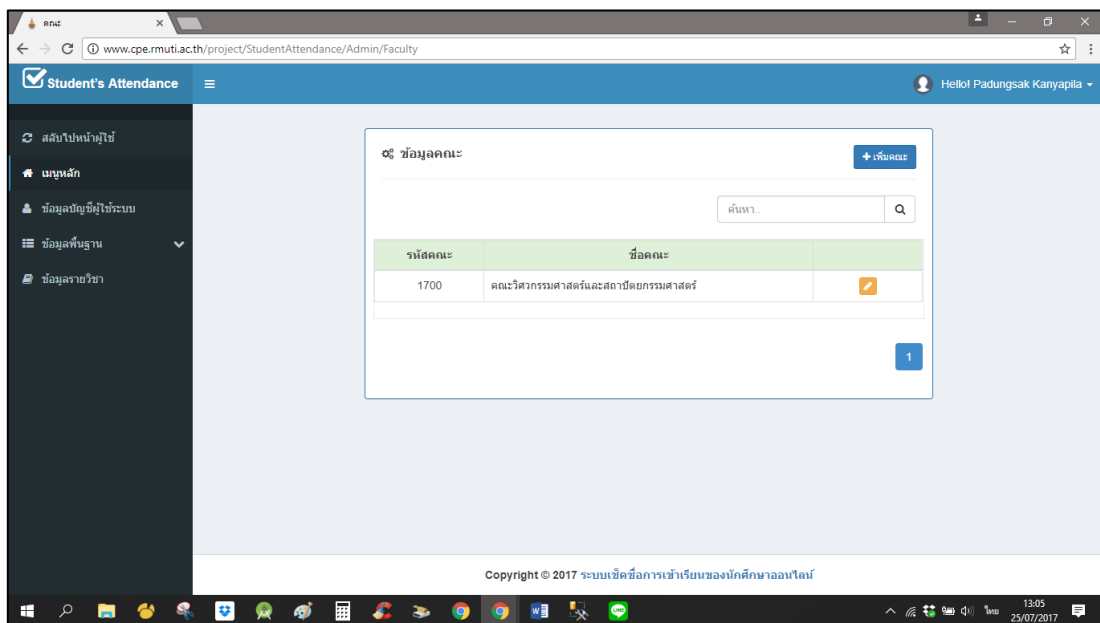 คณะ
www.cpe.rmuti.ac.th/project/StudentAttendance/Admin/Faculty
Student's Attendance
Hello! Padungsak Kanyapila
สลับไปหน้าผู้ใช้
เมนูหลัก
ข้อมูลบัญชีผู้ใช้ระบบ
ข้อมูลพื้นฐาน
ข้อมูลรายวิชา
ข้อมูลคณะ
+ เพิ่มคณะ
ค้นหา..
รหัสคณะ ชื่อคณะ
1700 คณะวิศวกรรมศาสตร์และสถาปัตยกรรมศาสตร์
1
Copyright © 2017 ระบบเช็คชื่อการเข้าเรียนของนักศึกษาออนไลน์
ไทย
13:05
25/07/2017